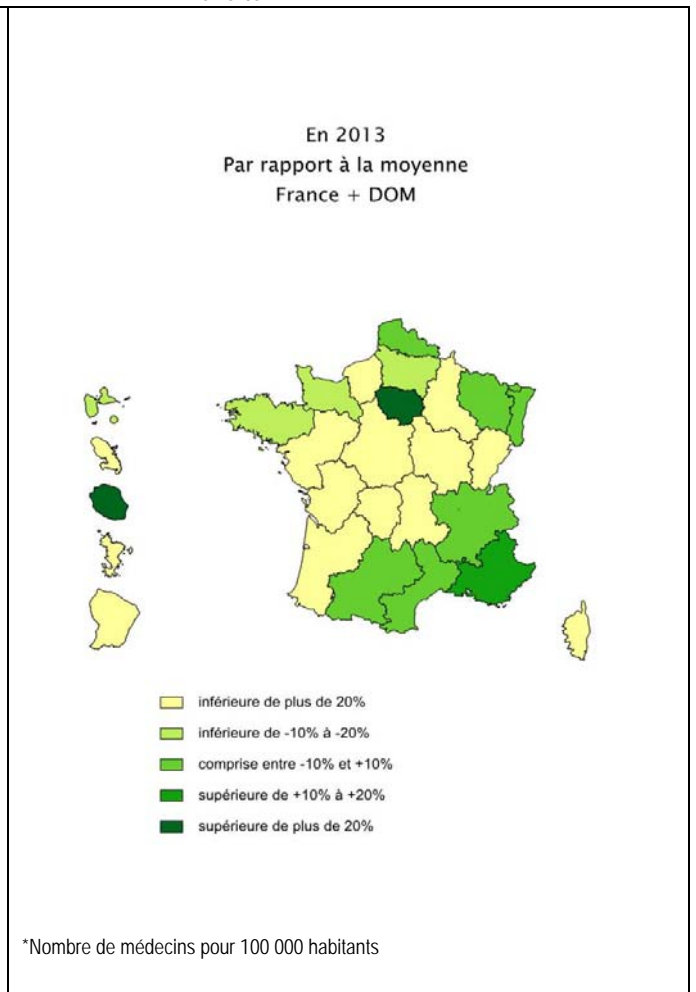 En 2013
Par rapport à la moyenne
France + DOM
inférieure de plus de 20%
inférieure de -10% à -20%
comprise entre -10% et +10%
supérieure de +10% à +20%
supérieure de plus de 20%
*Nombre de médecins pour 100 000 habitants